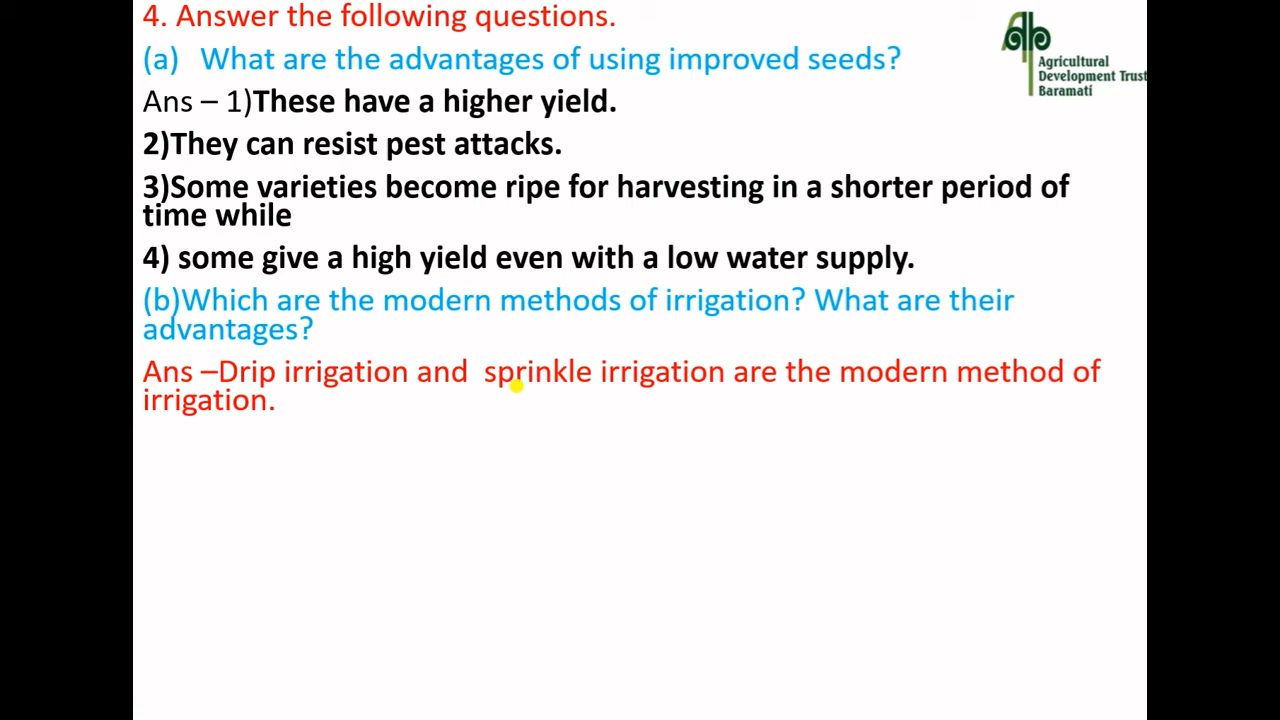 4. Answer the following questions.
(a) What are the advantages of using improved seeds?
Ans – 1)These have a higher yield.
2)They can resist pest attacks.
3)Some varieties become ripe for harvesting in a shorter period of
time while
4) some give a high yield even with a low water supply.
(b)Which are the modern methods of irrigation? What are their
advantages?
Ans –Drip irrigation and  sprinkle irrigation are the modern method of
irrigation.
Agricultural
Development Trust
Baramati